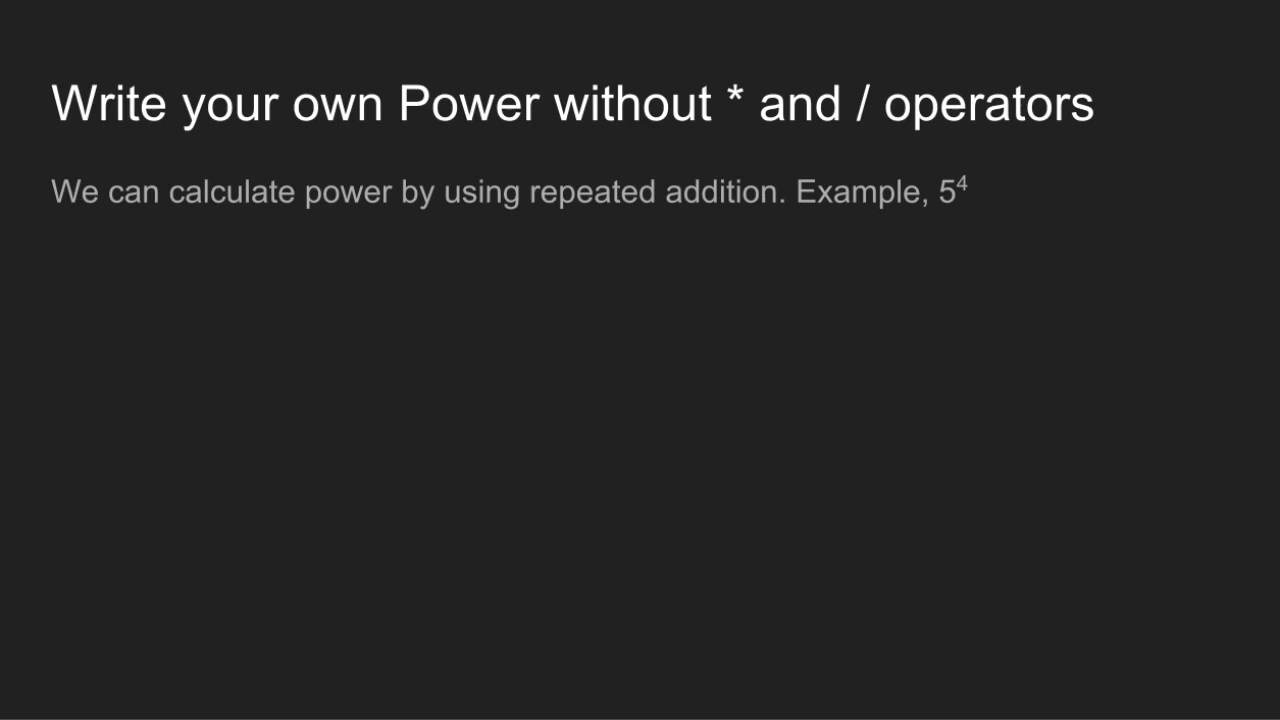 Write your own Power without * and / operators
We can calculate power by using repeated addition. Example, 5⁴